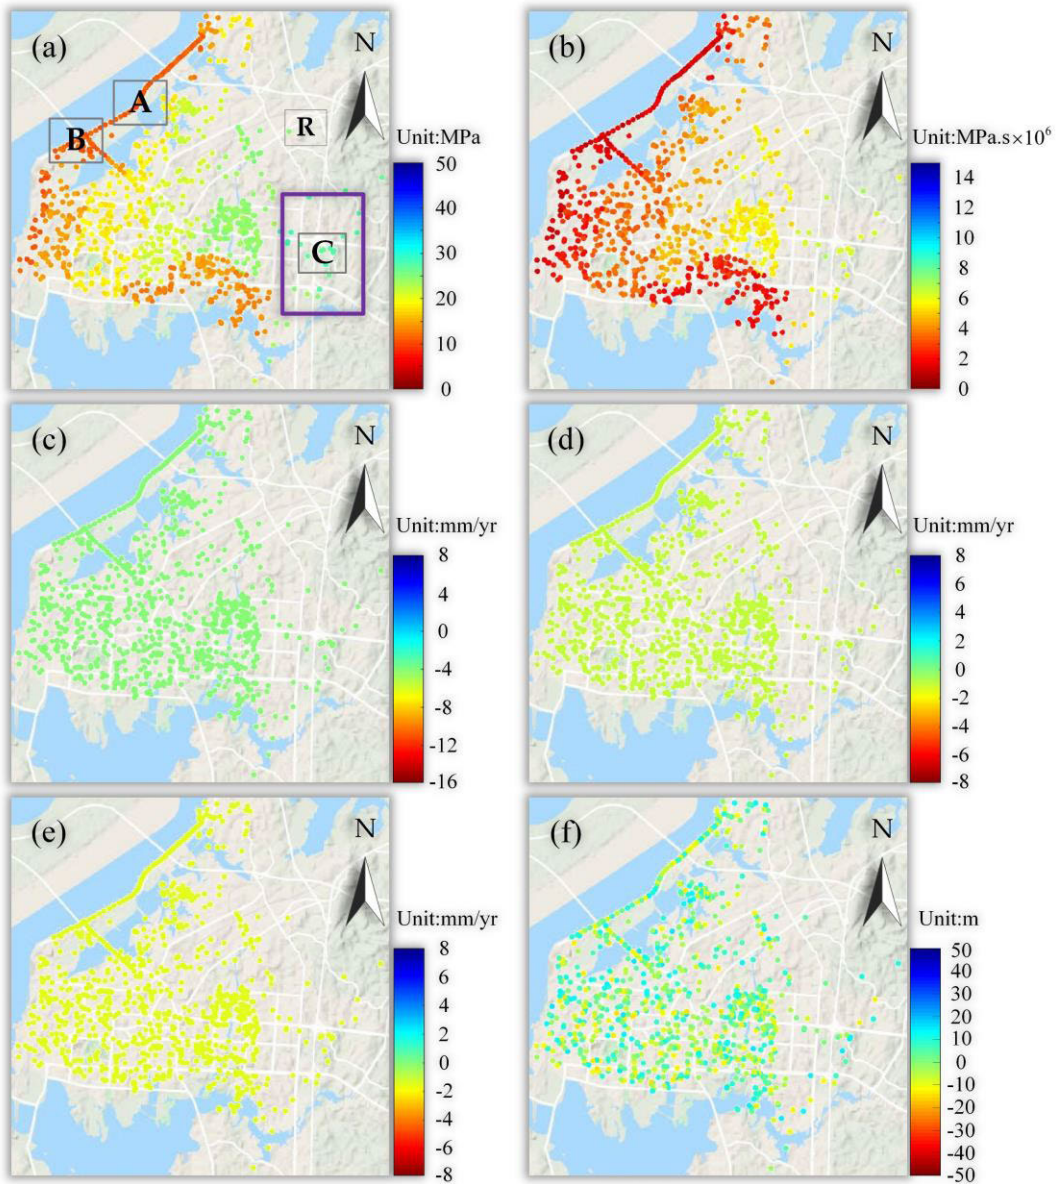 (a)
N
A
B
R
C
Unit:MPa
50
40
30
20
10
0
(b)
N
Unit:MPa.s×10⁶
14
12
10
8
6
4
2
0
(c)
N
Unit:mm/yr
8
4
0
-4
-8
-12
-16
(d)
N
Unit:mm/yr
8
6
4
2
0
-2
-4
-6
-8
(e)
N
Unit:mm/yr
8
6
4
2
0
-2
-4
-6
-8
(f)
N
Unit:m
50
40
30
20
10
0
-10
-20
-30
-40
-50